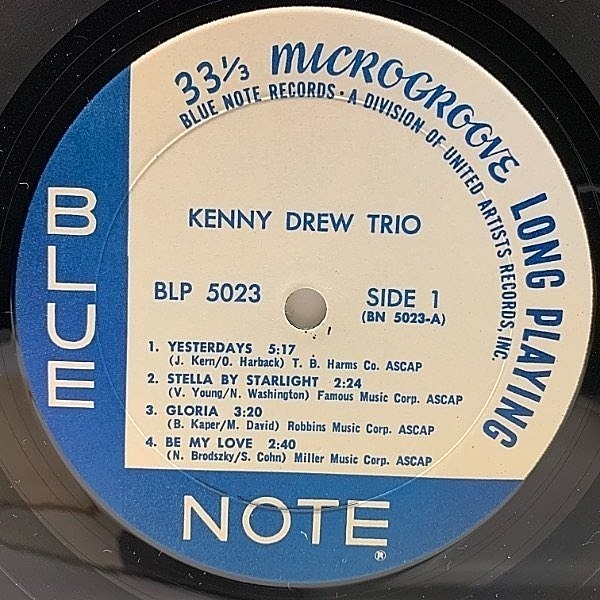 33⅓ MICROGROOVE LONG PLAYING
BLUE NOTE RECORDS · A DIVISION OF UNITED ARTISTS RECORDS, INC.
BLUE
KENNY DREW TRIO
BLP 5023 SIDE 1
(BN 5023-A)
1. YESTERDAYS 5:17
(J. Kern/O. Harback) T. B. Harms Co. ASCAP
2. STELLA BY STARLIGHT 2:24
(V. Young/N. Washington) Famous Music Corp. ASCAP
3. GLORIA 3:20
(B. Kaper/M. David) Robbins Music Corp. ASCAP
4. BE MY LOVE 2:40
(N. Brodszky/S. Cohn) Miller Music Corp. ASCAP
NOTE
®